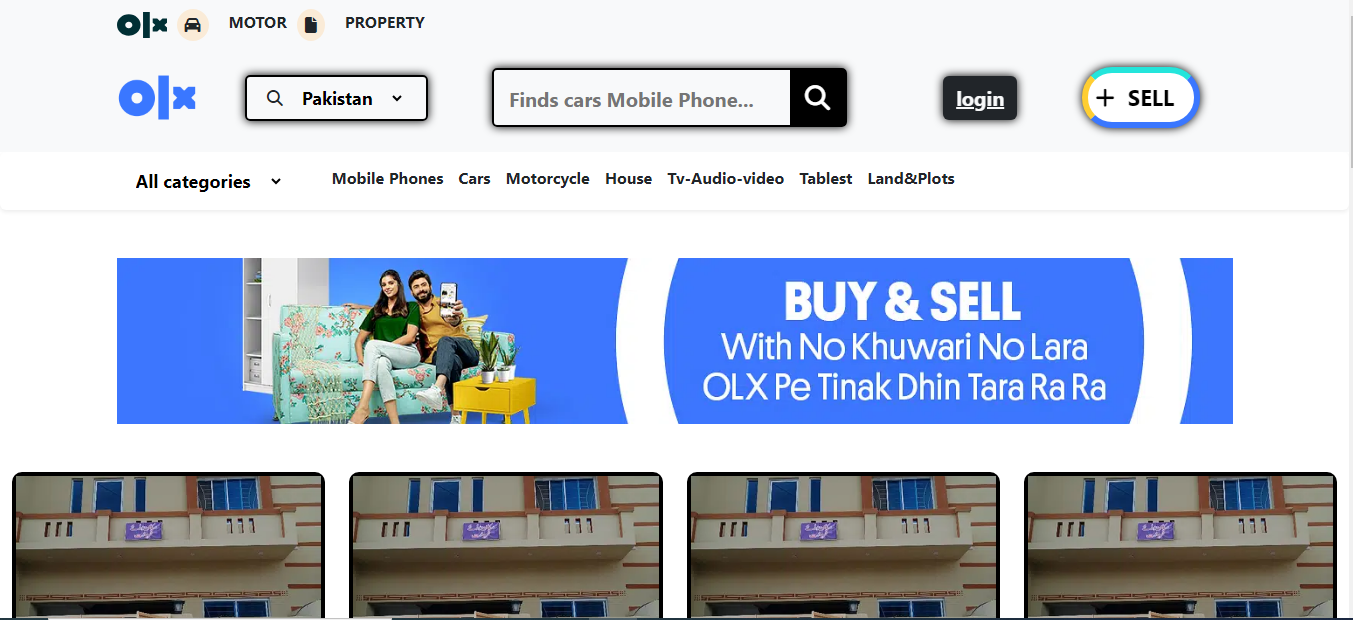 olx MOTOR PROPERTY
olx Pakistan Finds cars Mobile Phone... login + SELL
All categories Mobile Phones Cars Motorcycle House Tv-Audio-video Tablest Land&Plots
BUY & SELL
With No Khuwari No Lara
OLX Pe Tinak Dhin Tara Ra Ra